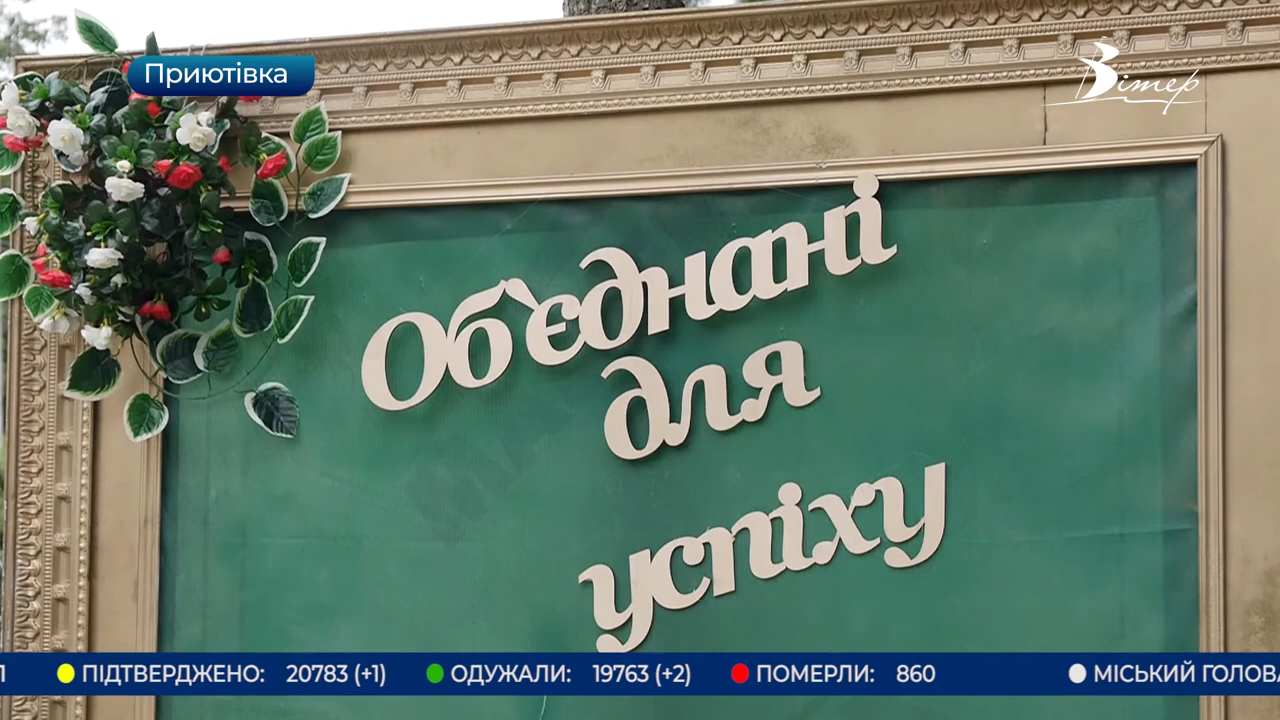 Приютівка
Вітер
Об'єднані
для
успіху
1 ПІДТВЕРДЖЕНО: 20783 (+1) ОДУЖАЛИ: 19763 (+2) ПОМЕРЛИ: 860 МІСЬКИЙ ГОЛОВА